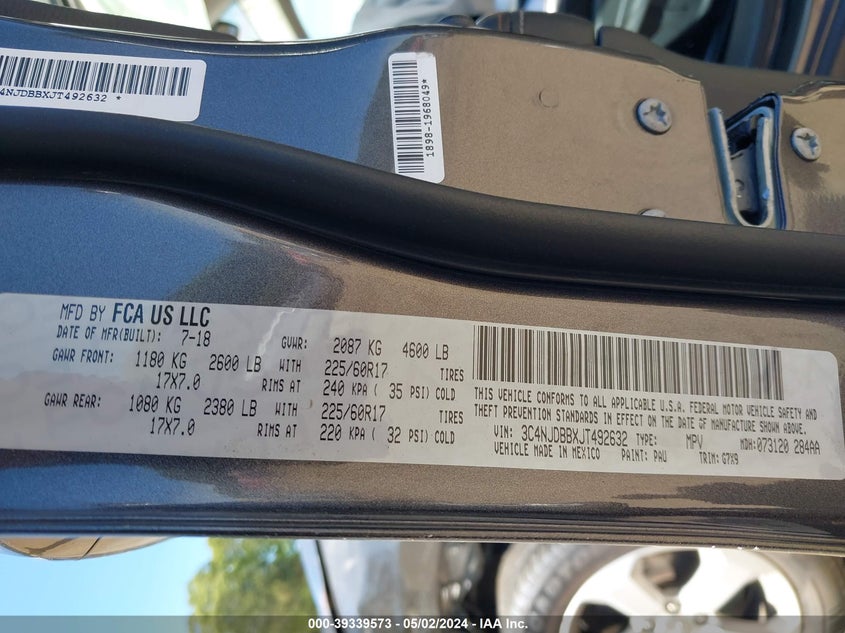 4NJDBBXJT492632 *
1898-1968049*
MFD BY FCA US LLC
DATE OF MFR(BUILT): 7-18 GVWR: 2087 KG 4600 LB
GAWR FRONT: 1180 KG 2600 LB WITH 225/60R17 TIRES
17X7.0 RIMS AT 240 KPA ( 35 PSI) COLD
GAWR REAR: 1080 KG 2380 LB WITH 225/60R17 TIRES
17X7.0 RIMS AT 220 KPA ( 32 PSI) COLD
THIS VEHICLE CONFORMS TO ALL APPLICABLE U.S.A. FEDERAL MOTOR VEHICLE SAFETY AND
THEFT PREVENTION STANDARDS IN EFFECT ON THE DATE OF MANUFACTURE SHOWN ABOVE.
VIN: 3C4NJDBBXJT492632 TYPE: MPV MDH:073120 284AA
VEHICLE MADE IN MEXICO PAINT: PAU TRIM: G7X9
000-39339573 — 05/02/2024 — IAA Inc.